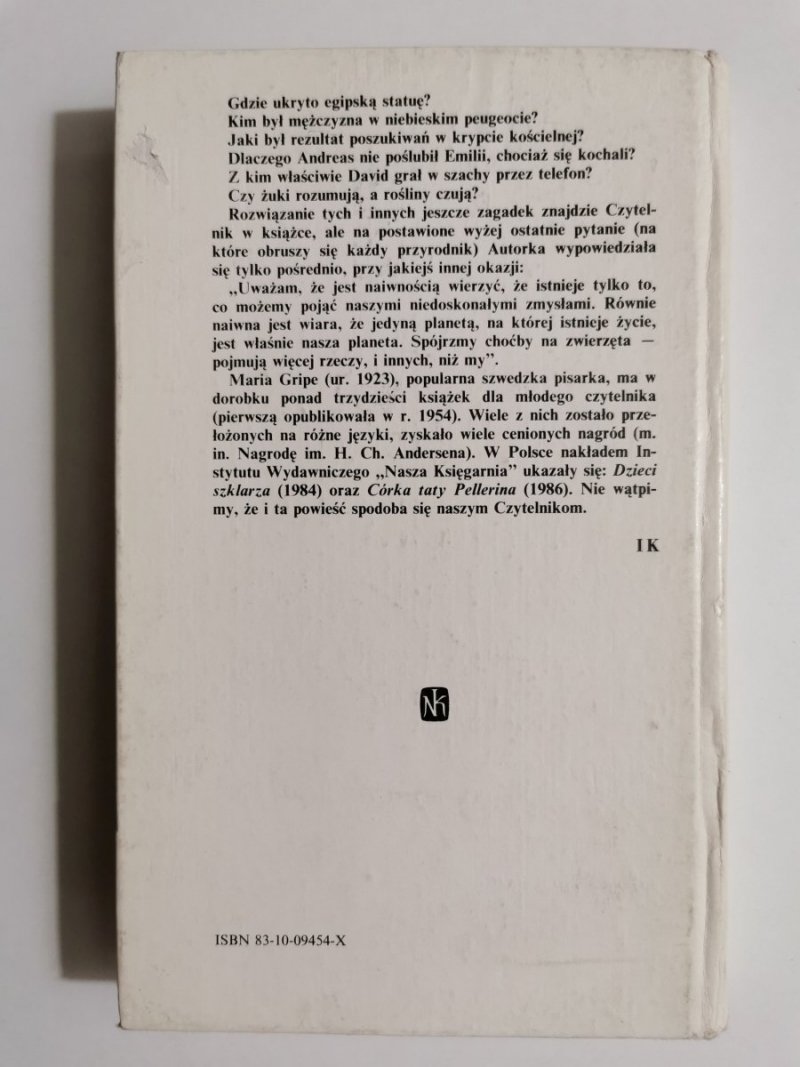 Gdzie ukryto egipską statuę?
Kim był mężczyzna w niebieskim peugeocie?
Jaki był rezultat poszukiwań w krypcie kościelnej?
Dlaczego Andreas nie poślubił Emilii, chociaż się kochali?
Z kim właściwie David grał w szachy przez telefon?
Czy żuki rozumują, a rośliny czują?
Rozwiązanie tych i innych jeszcze zagadek znajdzie Czytel-
nik w książce, ale na postawione wyżej ostatnie pytanie (na
które obruszy się każdy przyrodnik) Autorka wypowiedziała
się tylko pośrednio, przy jakiejś innej okazji:
„Uważam, że jest naiwnością wierzyć, że istnieje tylko to,
co możemy pojąć naszymi niedoskonałymi zmysłami. Równie
naiwna jest wiara, że jedyną planetą, na której istnieje życie,
jest właśnie nasza planeta. Spójrzmy choćby na zwierzęta —
pojmują więcej rzeczy, i innych, niż my”.
Maria Gripe (ur. 1923), popularna szwedzka pisarka, ma w
dorobku ponad trzydzieści książek dla młodego czytelnika
(pierwszą opublikowała w r. 1954). Wiele z nich zostało prze-
łożonych na różne języki, zyskało wiele cenionych nagród (m.
in. Nagrodę im. H. Ch. Andersena). W Polsce nakładem In-
stytutu Wydawniczego „Nasza Księgarnia” ukazały się: Dzieci
szklarza (1984) oraz Córka taty Pellerina (1986). Nie wątpi-
my, że i ta powieść spodoba się naszym Czytelnikom.
I K
NK
ISBN 83-10-09454-X